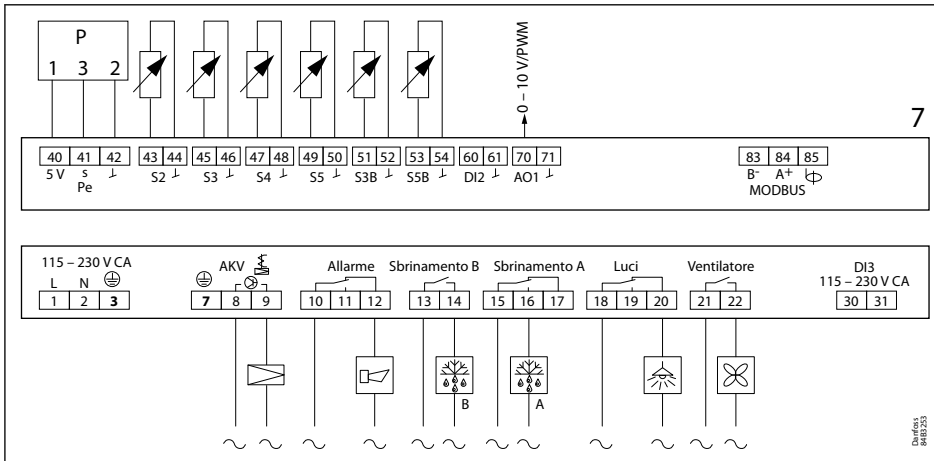 P
1 3 2
0 – 10 V/PWM
7
40 41 42 43 44 45 46 47 48 49 50 51 52 53 54 60 61 70 71 83 84 85
5 V s S2 S3 S4 S5 S3B S5B DI2 AO1 B- A+
Pe MODBUS
115 – 230 V CA AKV Allarme Sbrinamento B Sbrinamento A Luci Ventilatore DI3
115 – 230 V CA
L N
1 2 3 7 8 9 10 11 12 13 14 15 16 17 18 19 20 21 22 30 31
B A
Danfoss
84B3253